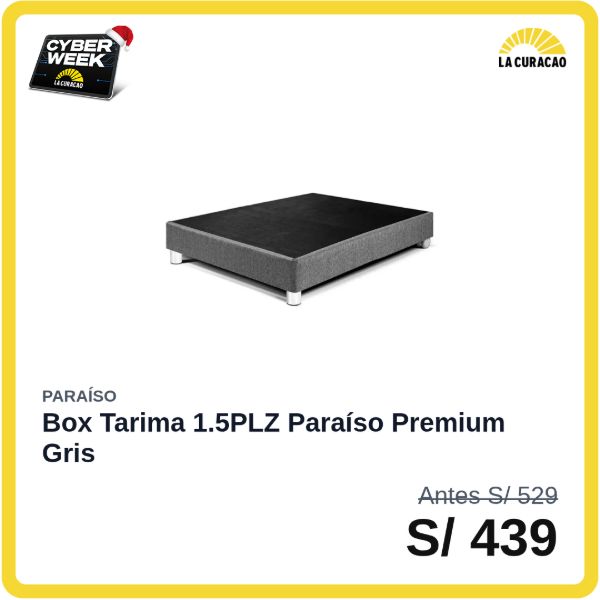 CYBER
WEEK
LA CURACAO
LA CURACAO
PARAÍSO
Box Tarima 1.5PLZ Paraíso Premium
Gris
Antes S/ 529
S/ 439